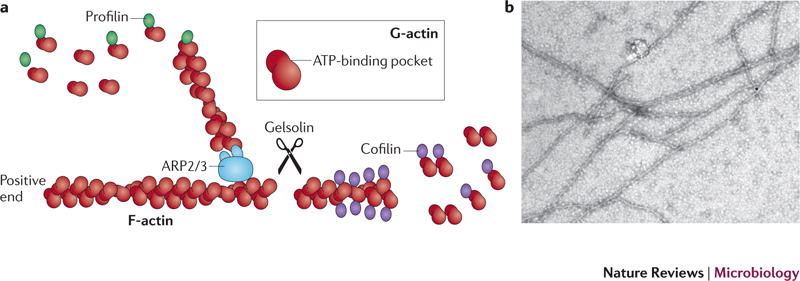 a
Profilin
G-actin
ATP-binding pocket
Gelsolin
Cofilin
ARP2/3
Positive
end
F-actin
b
Nature Reviews | Microbiology